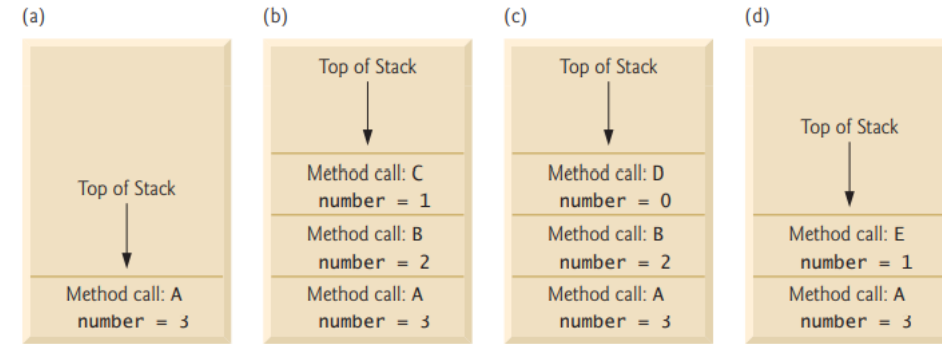 (a)
Top of Stack
Method call: A
number = 3
(b)
Top of Stack
Method call: C
number = 1
Method call: B
number = 2
Method call: A
number = 3
(c)
Top of Stack
Method call: D
number = 0
Method call: B
number = 2
Method call: A
number = 3
(d)
Top of Stack
Method call: E
number = 1
Method call: A
number = 3